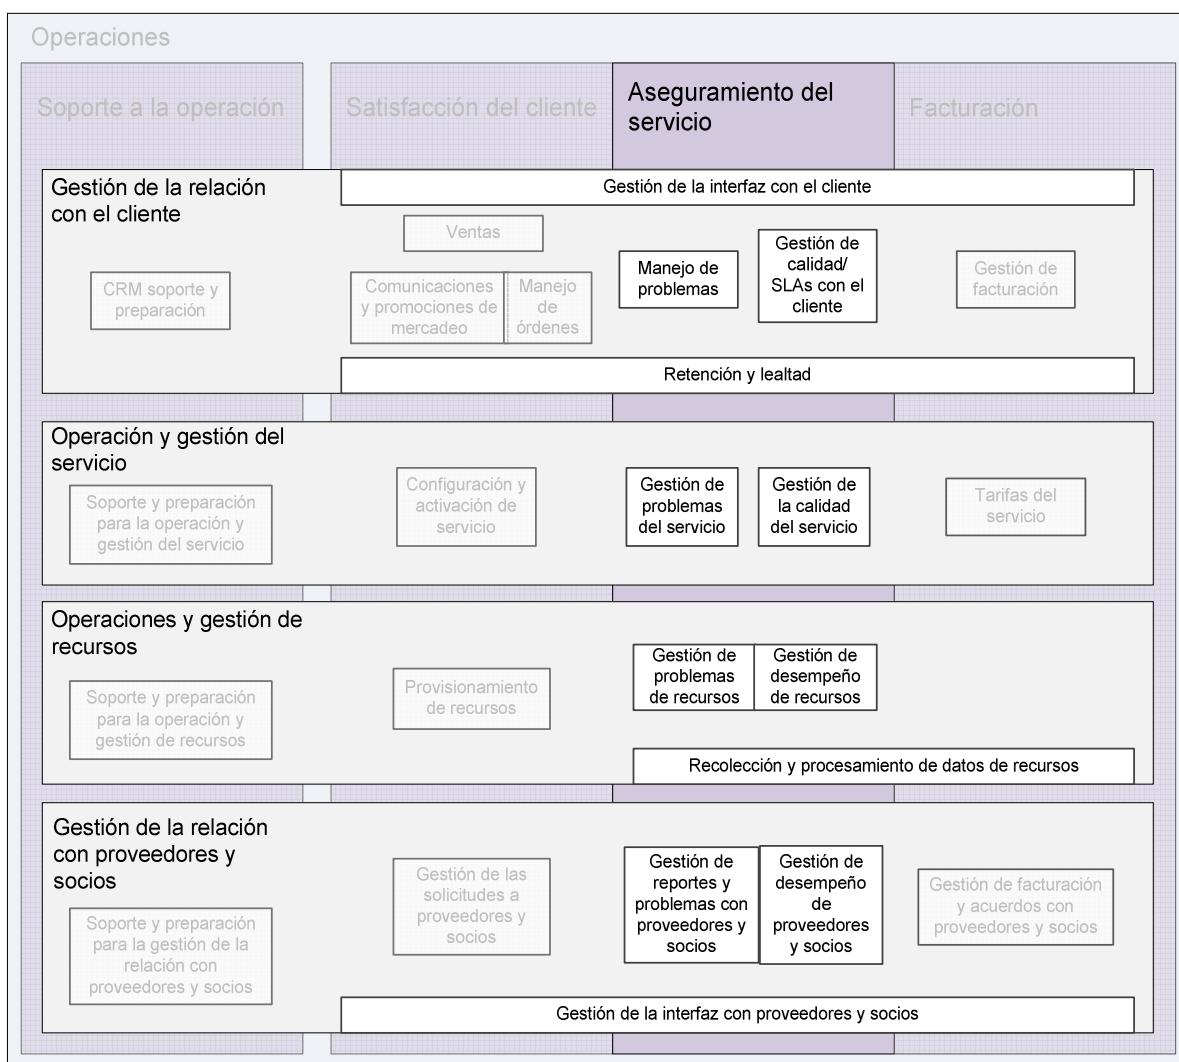 Operaciones
Soporte a la operación
Satisfacción del cliente
Aseguramiento del
servicio
Facturación
Gestión de la relación
con el cliente
Gestión de la interfaz con el cliente
Ventas
CRM soporte y
preparación
Comunicaciones
y promociones de
mercadeo
Manejo
de
órdenes
Manejo de
problemas
Gestión de
calidad/
SLAs con el
cliente
Gestión de
facturación
Retención y lealtad
Operación y gestión del
servicio
Soporte y preparación
para la operación y
gestión del servicio
Configuración y
activación de
servicio
Gestión de
problemas
del servicio
Gestión de
la calidad
del servicio
Tarifas del
servicio
Operaciones y gestión de
recursos
Soporte y preparación
para la operación y
gestión de recursos
Provisionamiento
de recursos
Gestión de
problemas
de recursos
Gestión de
desempeño
de recursos
Recolección y procesamiento de datos de recursos
Gestión de la relación
con proveedores y
socios
Soporte y preparación
para la gestión de la
relación con
proveedores y socios
Gestión de las
solicitudes a
proveedores y
socios
Gestión de
reportes y
problemas con
proveedores y
socios
Gestión de
desempeño
de
proveedores
y socios
Gestión de facturación
y acuerdos con
proveedores y socios
Gestión de la interfaz con proveedores y socios